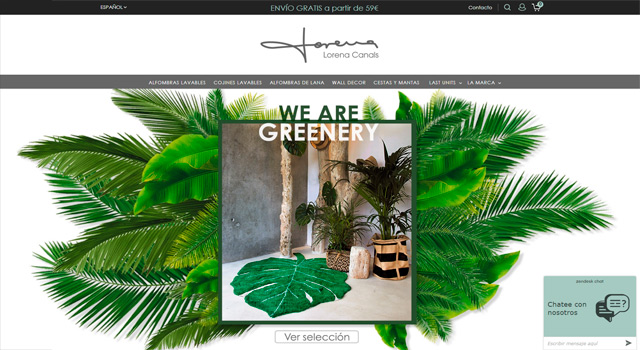 ESPAÑOL
ENVÍO GRATIS a partir de 59€
Contacto
0
Lorena
Lorena Canals
ALFOMBRAS LAVABLES COJINES LAVABLES ALFOMBRAS DE LANA WALL DECOR CESTAS Y MANTAS LAST UNITS LA MARCA
WE ARE
GREENERY
Ver selección
zendesk chat
Chatee con
nosotros
Escribir mensaje aquí